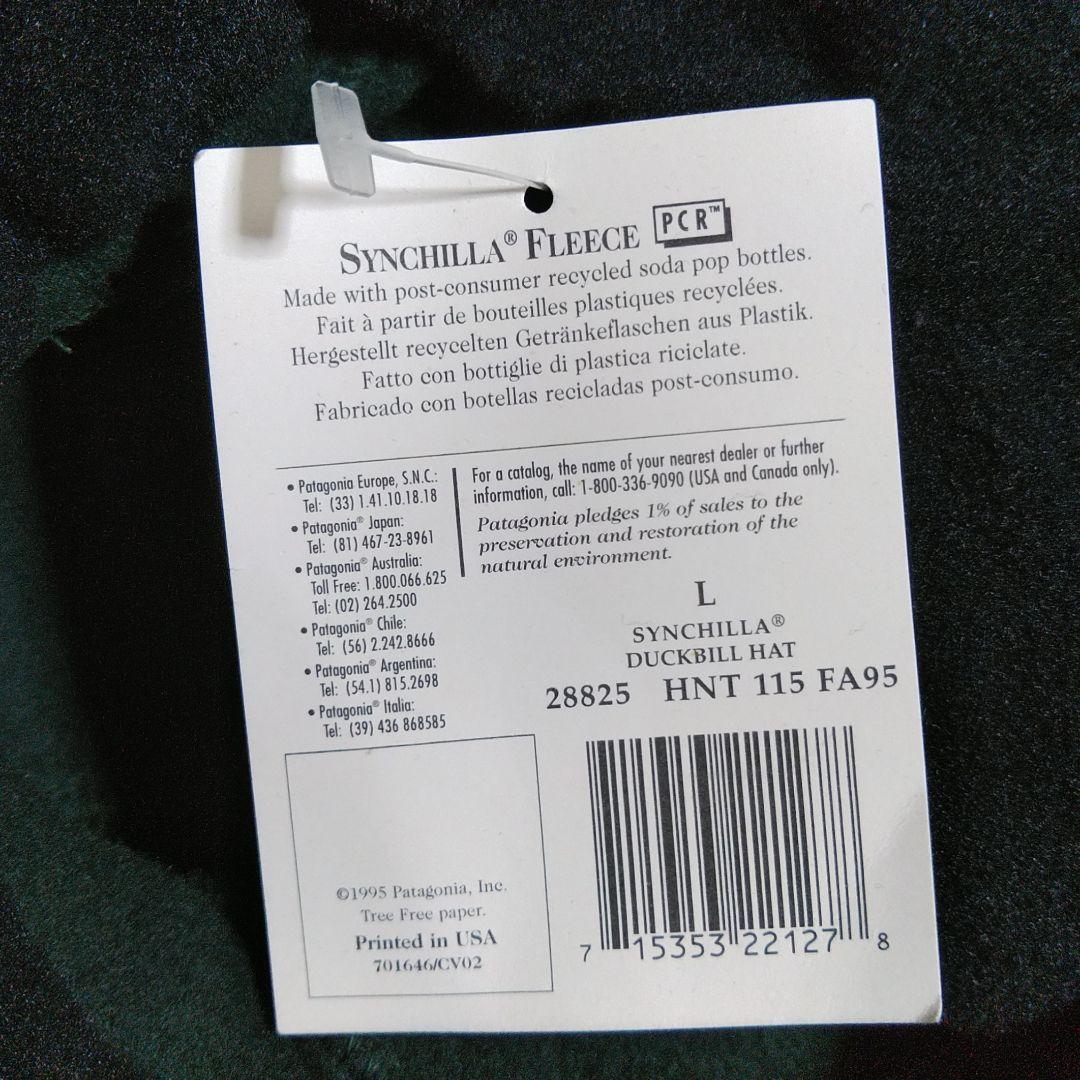 SYNCHILLA® FLEECE PCR™
Made with post-consumer recycled soda pop bottles.
Fait à partir de bouteilles plastiques recyclées.
Hergestellt recycelten Getränkeflaschen aus Plastik.
Fatto con bottiglie di plastica riciclate.
Fabricado con botellas recicladas post-consumo.
• Patagonia Europe, S.N.C.:
Tel: (33) 1.41.10.18.18
• Patagonia® Japan:
Tel: (81) 467-23-8961
• Patagonia® Australia:
Toll Free: 1.800.066.625
Tel: (02) 264.2500
• Patagonia® Chile:
Tel: (56) 2.242.8666
• Patagonia® Argentina:
Tel: (54.1) 815.2698
• Patagonia® Italia:
Tel: (39) 436 868585
For a catalog, the name of your nearest dealer or further
information, call: 1-800-336-9090 (USA and Canada only).
Patagonia pledges 1% of sales to the
preservation and restoration of the
natural environment.
L
SYNCHILLA®
DUCKBILL HAT
28825 HNT 115 FA95
©1995 Patagonia, Inc.
Tree Free paper.
Printed in USA
701646/CV02
7 15353 22127 8